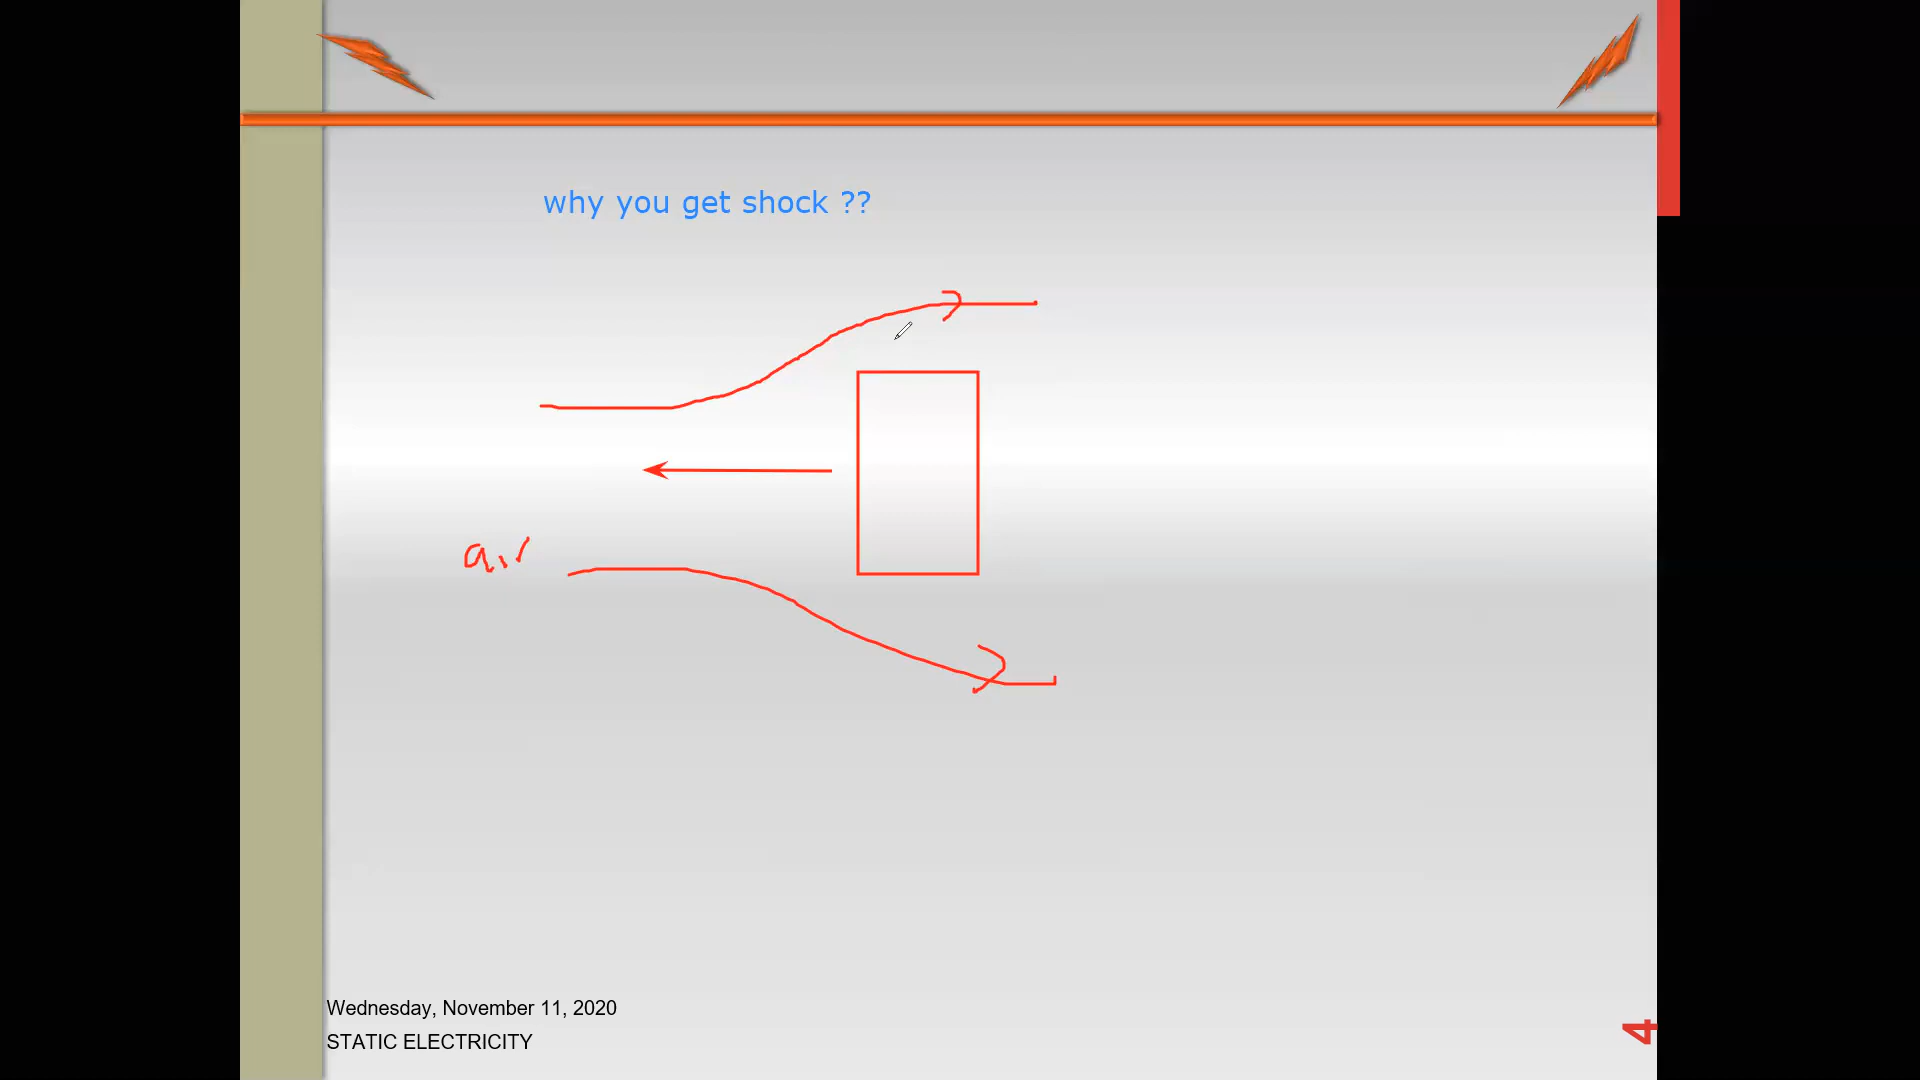 why you get shock ??
air
Wednesday, November 11, 2020
STATIC ELECTRICITY
4